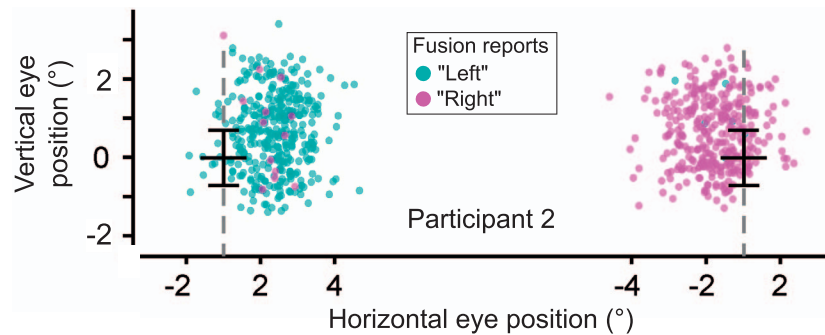 Vertical eye
position (°)
2
0
-2
Fusion reports
"Left"
"Right"
Participant 2
-2
2
4
-4
-2
2
Horizontal eye position (°)